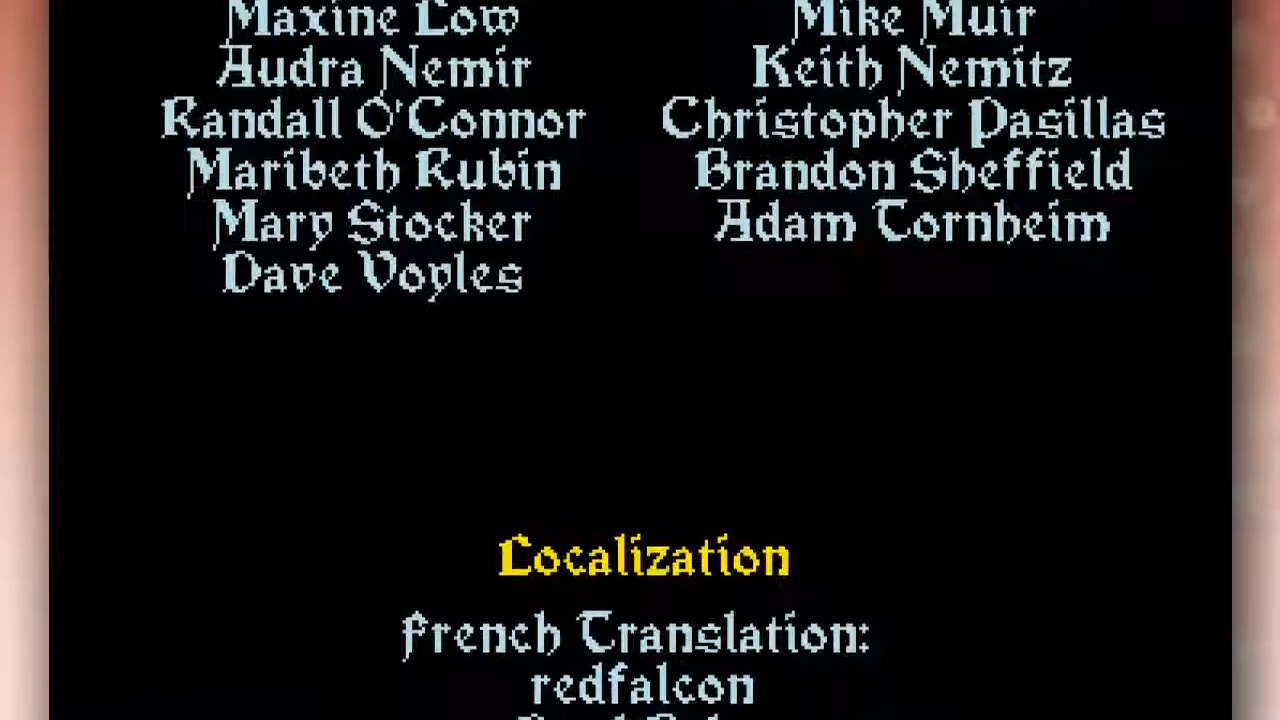 Maxine Low
Audra Nemir
Randall O'Connor
Maribeth Rubin
Mary Stocker
Dave Voyles
Mike Muir
Keith Nemitz
Christopher Pasillas
Brandon Sheffield
Adam Tornheim
Localization
French Translation:
redfalcon